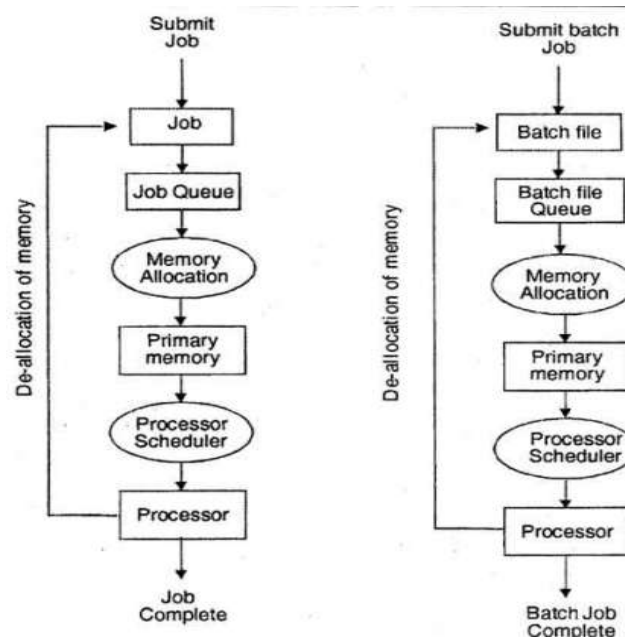 Submit
Job
Job
Job Queue
Memory
Allocation
Primary
memory
Processor
Scheduler
Processor
Job
Complete
De-allocation of memory
Submit batch
Job
Batch file
Batch file
Queue
Memory
Allocation
Primary
memory
Processor
Scheduler
Processor
Batch Job
Complete
De-allocation of memory